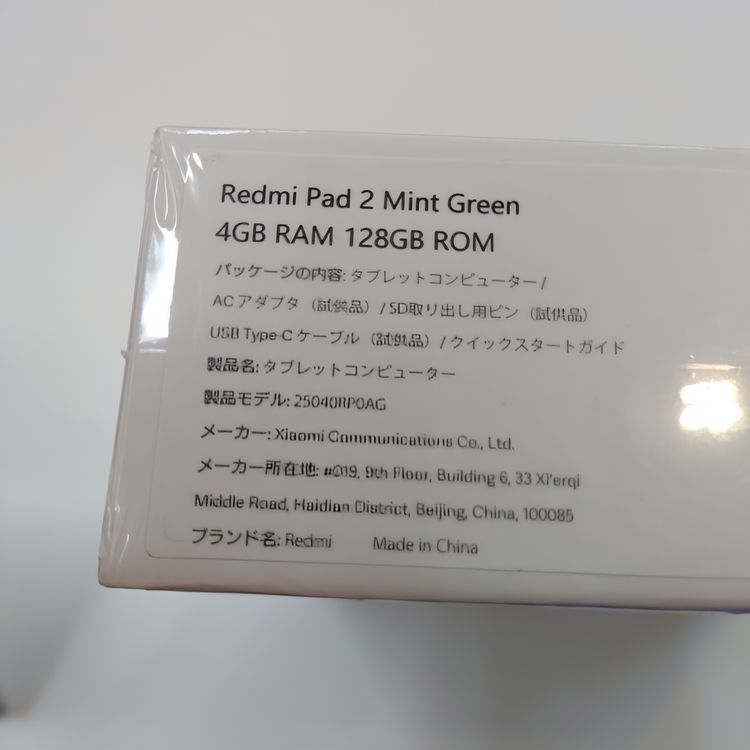 Redmi Pad 2 Mint Green
4GB RAM 128GB ROM
パッケージの内容: タブレットコンピューター /
AC アダプタ（試供品）/ SD取り出し用ピン（試供品）
USB Type-C ケーブル（試供品）/ クイックスタートガイド
製品名: タブレットコンピューター
製品モデル: 25040RP0AG
メーカー: Xiaomi Communications Co., Ltd.
メーカー所在地: #019, 9th Floor, Building 6, 33 Xi'erqi
Middle Road, Haidian District, Beijing, China, 100085
ブランド名: Redmi Made in China